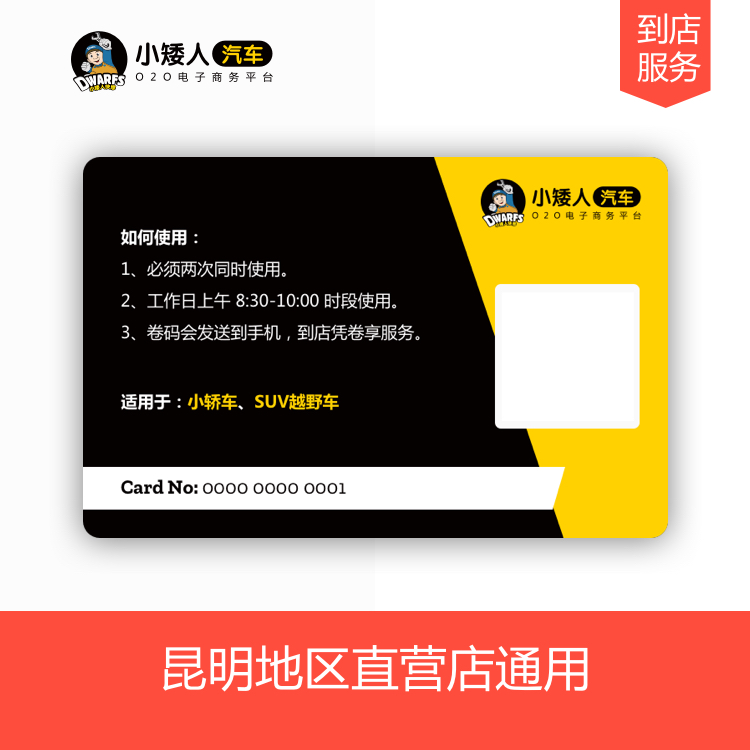 小矮人 汽车
O2O电子商务平台
DWARFS
到店
服务
小矮人 汽车
O2O电子商务平台
DWARFS
如何使用：
1、必须两次同时使用。
2、工作日上午 8:30-10:00 时段使用。
3、卷码会发送到手机，到店凭卷享服务。
适用于：小轿车、SUV越野车
Card No: 0000 0000 0001
昆明地区直营店通用